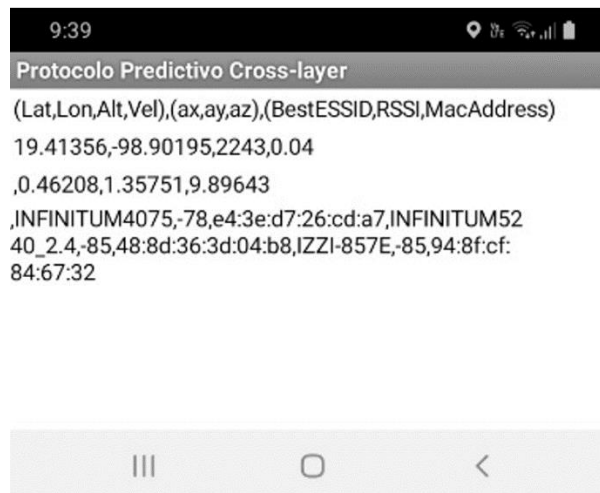 9:39
Protocolo Predictivo Cross-layer
(Lat,Lon,Alt,Vel),(ax,ay,az),(BestESSID,RSSI,MacAddress)
19.41356,-98.90195,2243,0.04
,0.46208,1.35751,9.89643
,INFINITUM4075,-78,e4:3e:d7:26:cd:a7,INFINITUM52
40_2.4,-85,48:8d:36:3d:04:b8,IZZI-857E,-85,94:8f:cf:
84:67:32